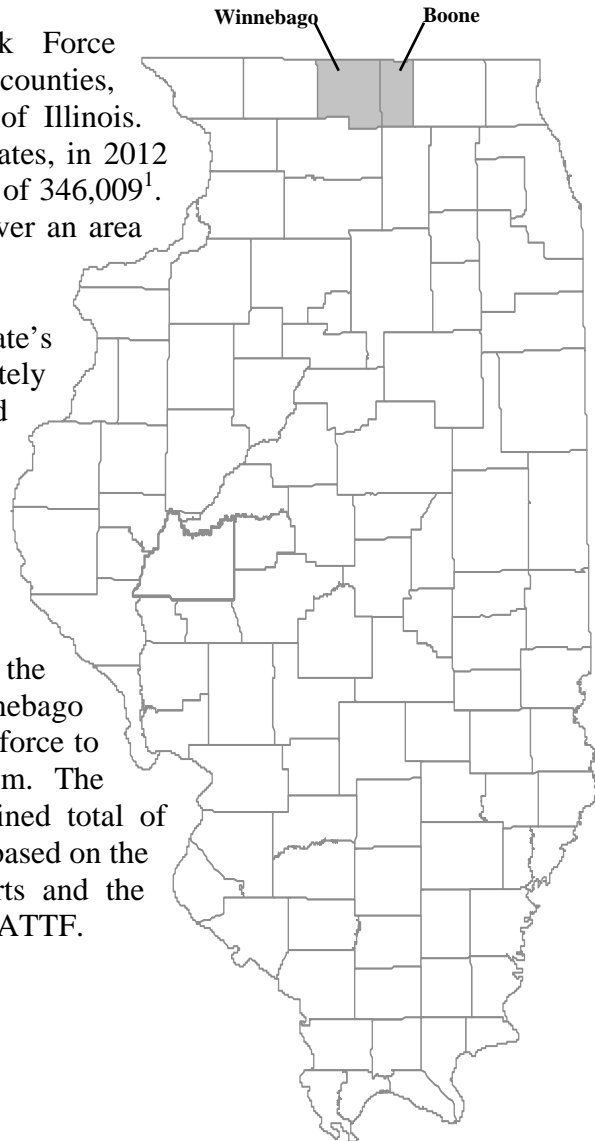 Winnebago Boone
k Force
counties,
of Illinois.
ates, in 2012
of 346,009¹.
ver an area
ate's
tely
d
the
nebago
force to
m. The
ined total of
based on the
rts and the
ATTF.